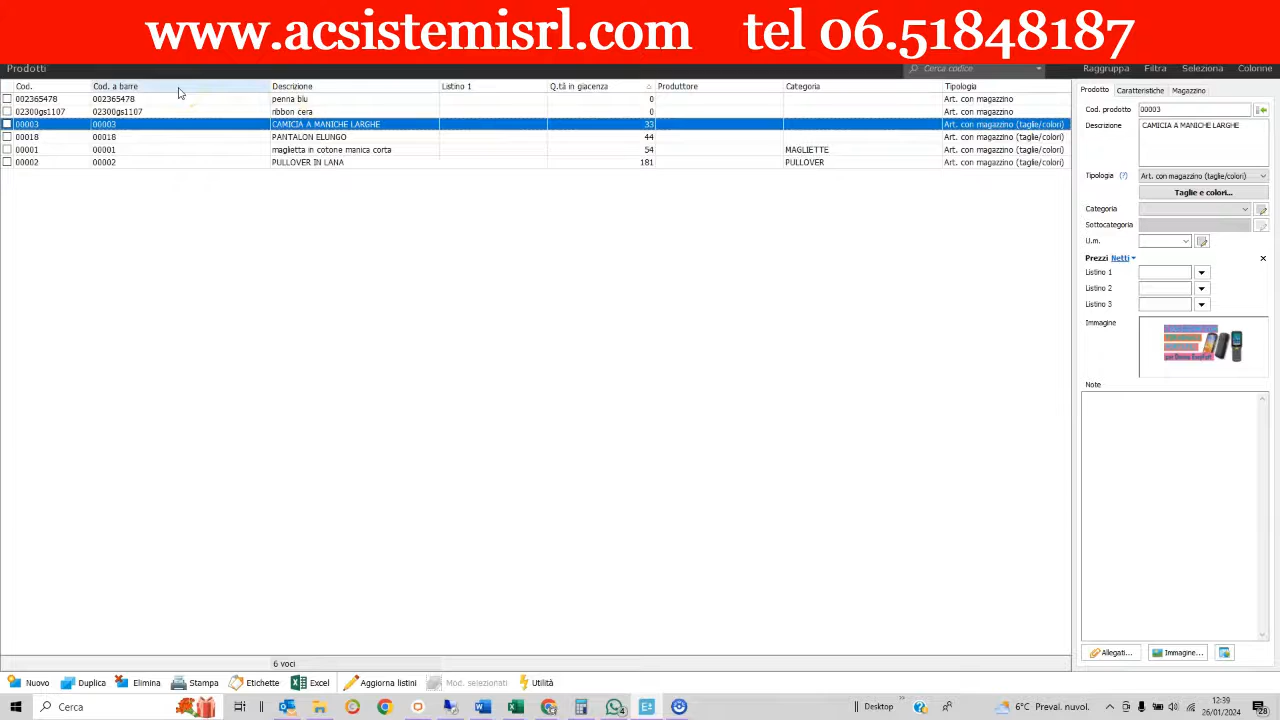 www.acsistemisrl.com tel 06.51848187
Prodotti Cerca codice Raggruppa Filtra Seleziona Colonne
Cod. Cod. a barre Descrizione Listino 1 Q.tà in giacenza Produttore Categoria Tipologia
002365478 002365478 penna blu 0 Art. con magazzino
02300gs1107 02300gs1107 ribbon cera 0 Art. con magazzino
00003 00003 CAMICIA A MANICHE LARGHE 33 Art. con magazzino (taglie/colori)
00018 00018 PANTALON ELUNGO 44 Art. con magazzino (taglie/colori)
00001 00001 maglietta in cotone manica corta 54 MAGLIETTE Art. con magazzino (taglie/colori)
00002 00002 PULLOVER IN LANA 181 PULLOVER Art. con magazzino (taglie/colori)
6 voci
Prodotto Caratteristiche Magazzino
Cod. prodotto 00003
Descrizione CAMICIA A MANICHE LARGHE
Tipologia (?) Art. con magazzino (taglie/colori)
Taglie e colori...
Categoria
Sottocategoria
U.m.
Prezzi Netti
Listino 1
Listino 2
Listino 3
Immagine
Note
Allegati... Immagine...
Nuovo Duplica Elimina Stampa Etichette Excel Aggiorna listini Mod. selezionati Utilità
Cerca Desktop 6°C Parz. nuvol. 12:39
26/01/2024